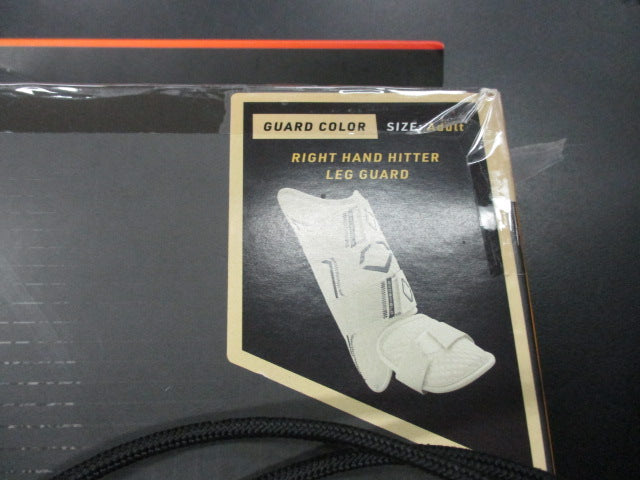 GUARD COLOR SIZE: Adult
RIGHT HAND HITTER
LEG GUARD